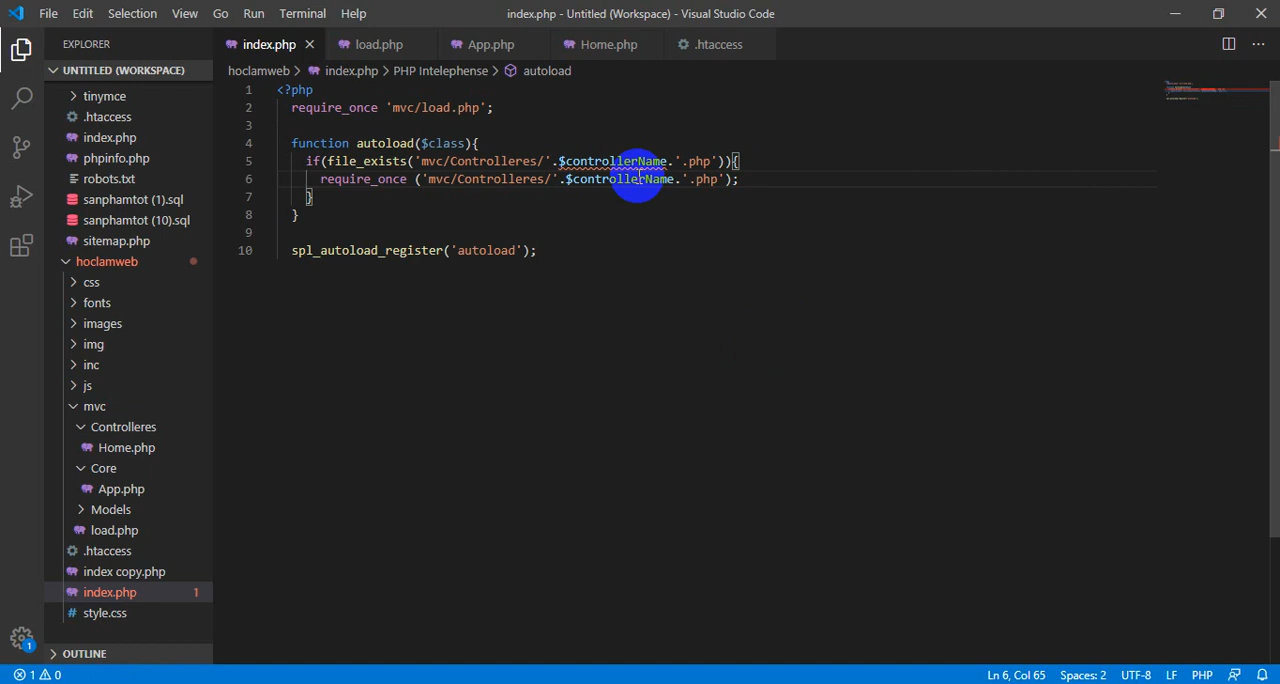 File Edit Selection View Go Run Terminal Help
index.php - Untitled (Workspace) - Visual Studio Code
EXPLORER
UNTITLED (WORKSPACE)
tinymce
.htaccess
index.php
phpinfo.php
robots.txt
sanphamtot (1).sql
sanphamtot (10).sql
sitemap.php
hoclamweb
css
fonts
images
img
inc
js
mvc
Controlleres
Home.php
Core
App.php
Models
load.php
.htaccess
index copy.php
index.php 1
style.css
OUTLINE
1
index.php load.php App.php Home.php .htaccess
hoclamweb > index.php > PHP Intelephense > autoload
1 <?php
2 require_once 'mvc/load.php';
3
4 function autoload($class){
5 if(file_exists('mvc/Controlleres/'.$controllerName.'.php')){
6 require_once ('mvc/Controlleres/'.$controllerName.'.php');
7 }
8 }
9
10 spl_autoload_register('autoload');
1 0 Ln 6, Col 65 Spaces: 2 UTF-8 LF PHP